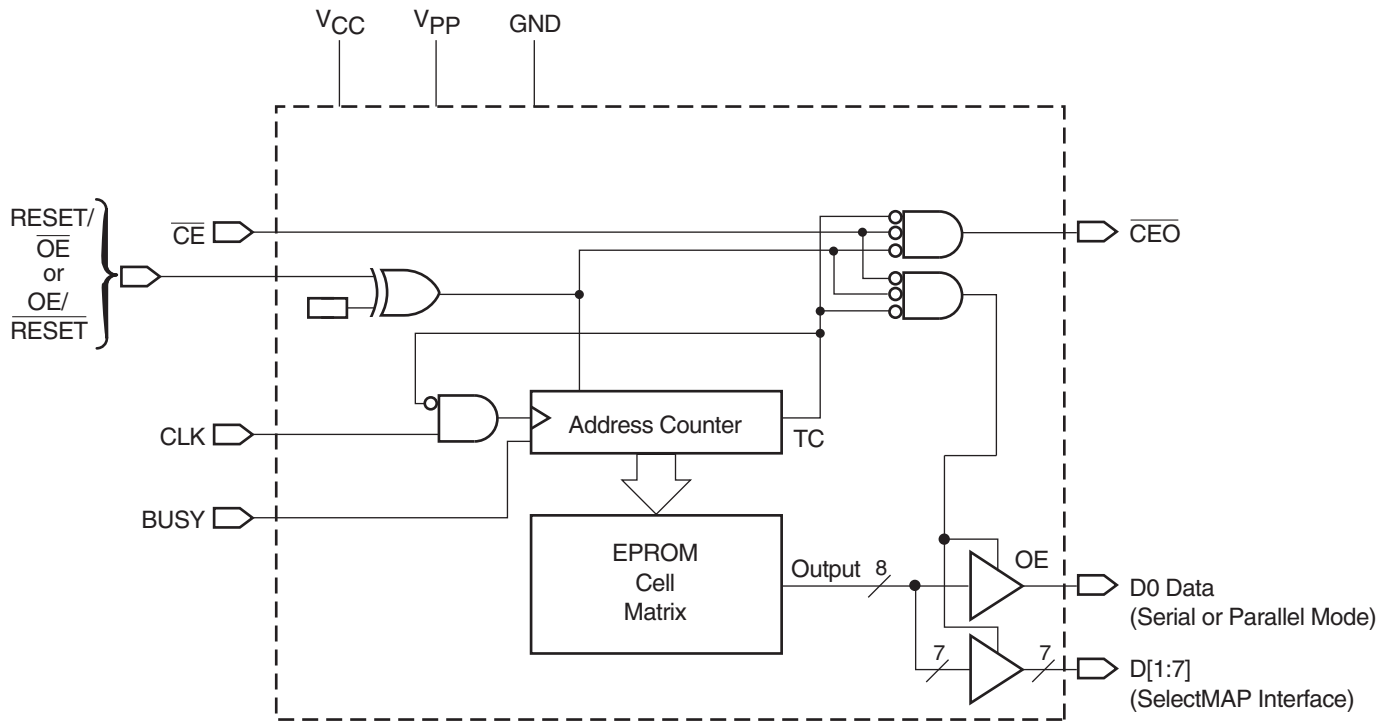 VCC
VPP
GND
RESET/
OE
or
OE/
RESET
CE
CEO
Address Counter
TC
CLK
BUSY
EPROM
Cell
Matrix
Output
8
OE
D0 Data
(Serial or Parallel Mode)
7
7
D[1:7]
(SelectMAP Interface)